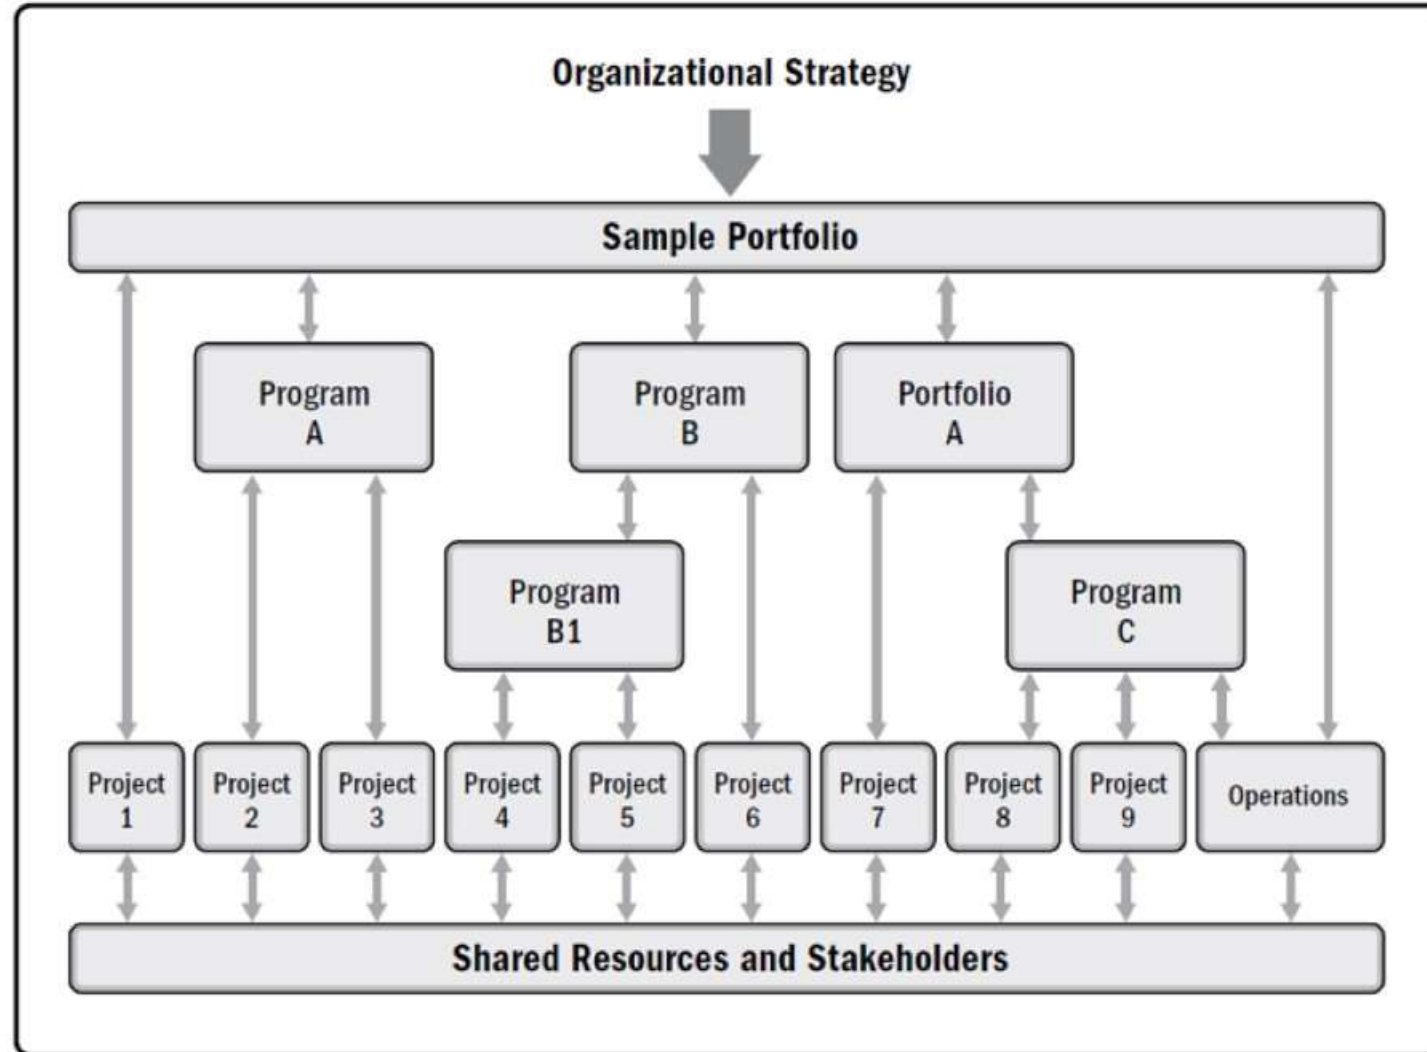 Organizational Strategy
Sample Portfolio
Program
A
Program
B
Portfolio
A
Program
B1
Program
C
Project
1
Project
2
Project
3
Project
4
Project
5
Project
6
Project
7
Project
8
Project
9
Operations
Shared Resources and Stakeholders